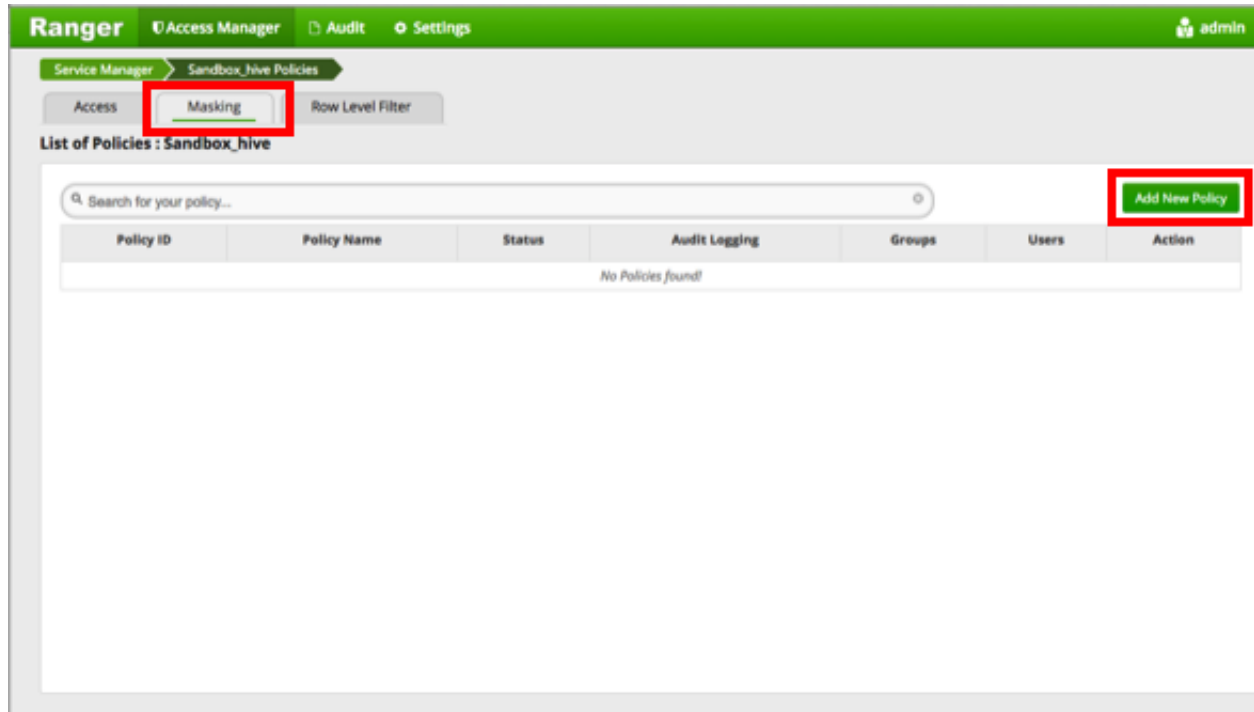 Ranger Access Manager Audit Settings admin
Service Manager Sandbox_hive Policies
Access Masking Row Level Filter
List of Policies : Sandbox_hive
Search for your policy... Add New Policy
Policy ID Policy Name Status Audit Logging Groups Users Action
No Policies found!